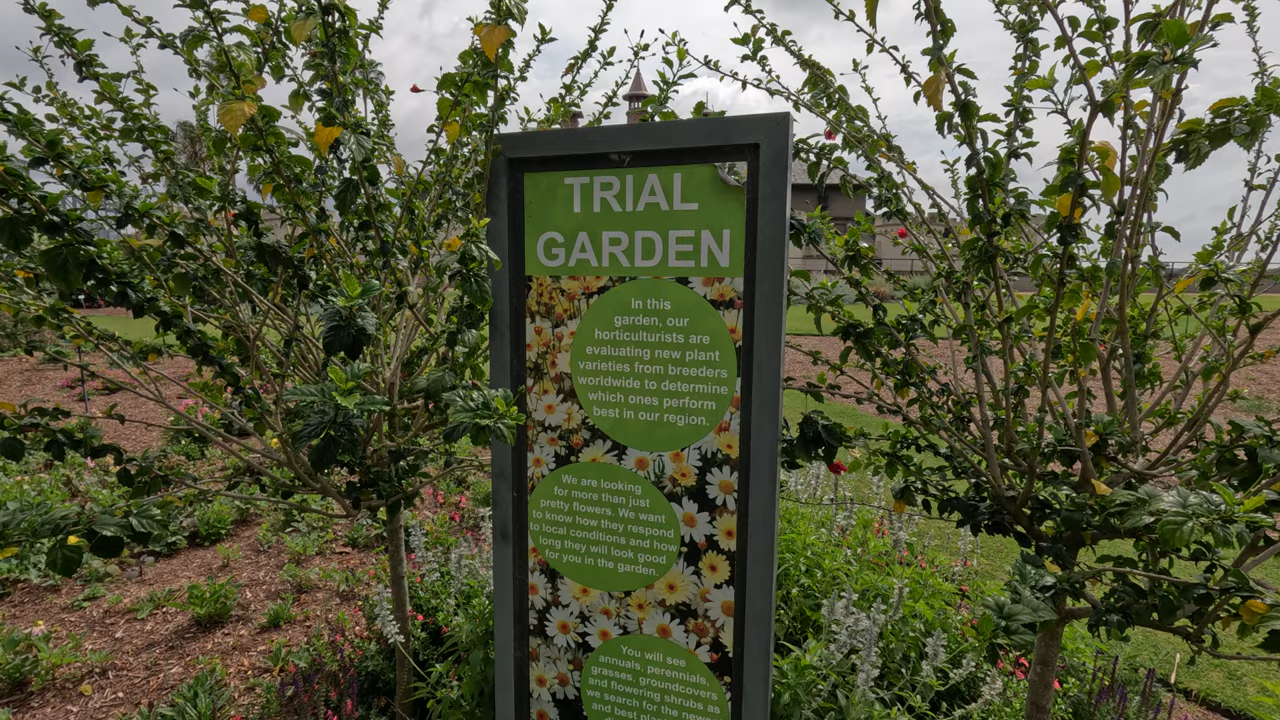 TRIAL
GARDEN
In this
garden, our
horticulturists are
evaluating new plant
varieties from breeders
worldwide to determine
which ones perform
best in our region.
We are looking
for more than just
pretty flowers. We want
to know how they respond
to local conditions and how
long they will look good
for you in the garden.
You will see
annuals, perennials,
grasses, groundcovers
and flowering shrubs as
we search for the
and best